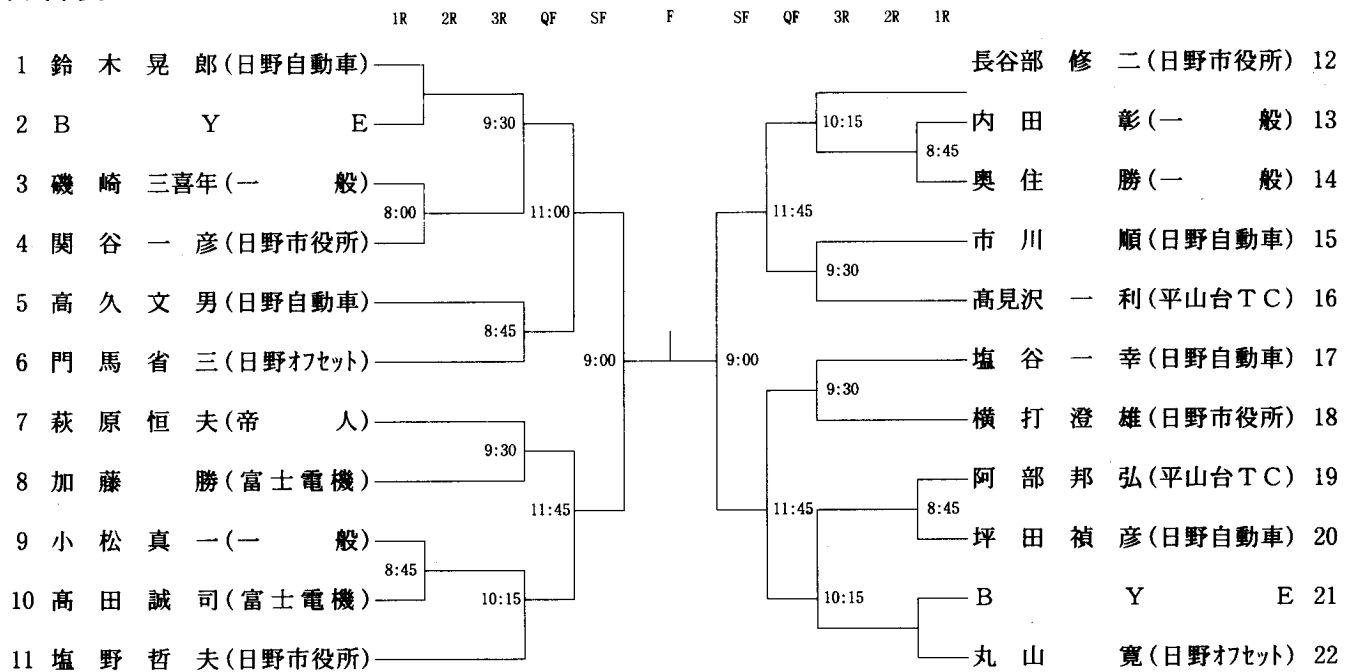 1R 2R 3R QF SF F SF QF 3R 2R 1R
1 鈴木晃郎(日野自動車)
2 BYE
9:30
3 磯崎三喜年(一般)
8:00
11:00
4 関谷一彦(日野市役所)
5 高久文男(日野自動車)
8:45
6 門馬省三(日野オフセット)
9:00
7 萩原恒夫(帝人)
9:30
8 加藤勝(富士電機)
11:45
9 小松真一(一般)
8:45
10 髙田誠司(富士電機)
10:15
11 塩野哲夫(日野市役所)
長谷部修二(日野市役所) 12
10:15
内田彰(一般) 13
8:45
奥住勝(一般) 14
11:45
市川順(日野自動車) 15
9:30
髙見沢一利(平山台TC) 16
9:00
塩谷一幸(日野自動車) 17
9:30
横打澄雄(日野市役所) 18
阿部邦弘(平山台TC) 19
11:45
8:45
坪田禎彦(日野自動車) 20
BYE 21
10:15
丸山寛(日野オフセット) 22